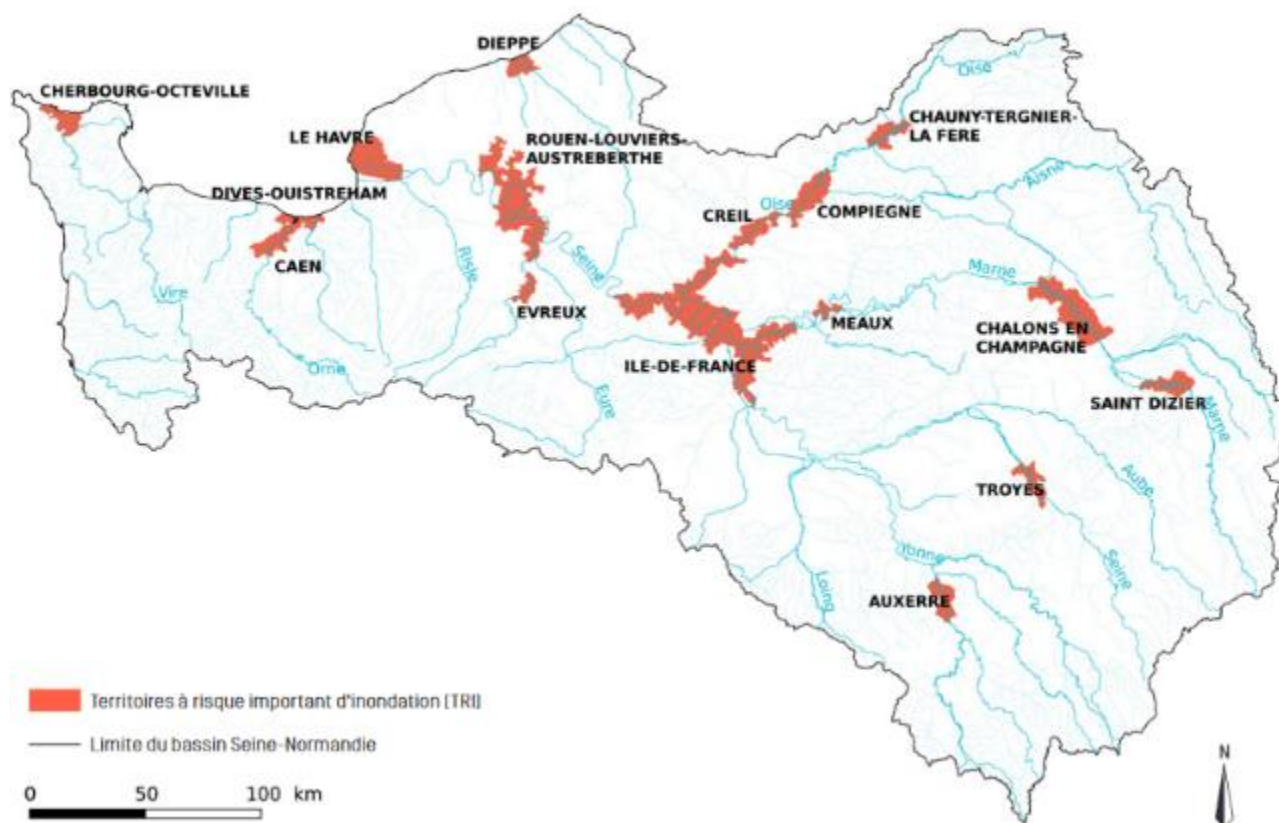 DIEPPE
Oise
CHERBOURG-OCTEVILLE
CHAUNY-TERGNIER-
LA FERE
LE HAVRE
ROUEN-LOUVIERS-
AUSTREBERTHE
Aisne
DIVES-OUISTREHAM
Oise
COMPIEGNE
CREIL
Seine
Risle
CAEN
Marne
Vire
EVREUX
MEAUX
CHALONS EN
CHAMPAGNE
Orne
ILE-DE-FRANCE
Eure
SAINT DIZIER
Marne
Aube
TROYES
Yonne
Seine
Loing
AUXERRE
Territoires à risque important d'inondation [TRI]
Limite du bassin Seine-Normandie
0 50 100 km
N